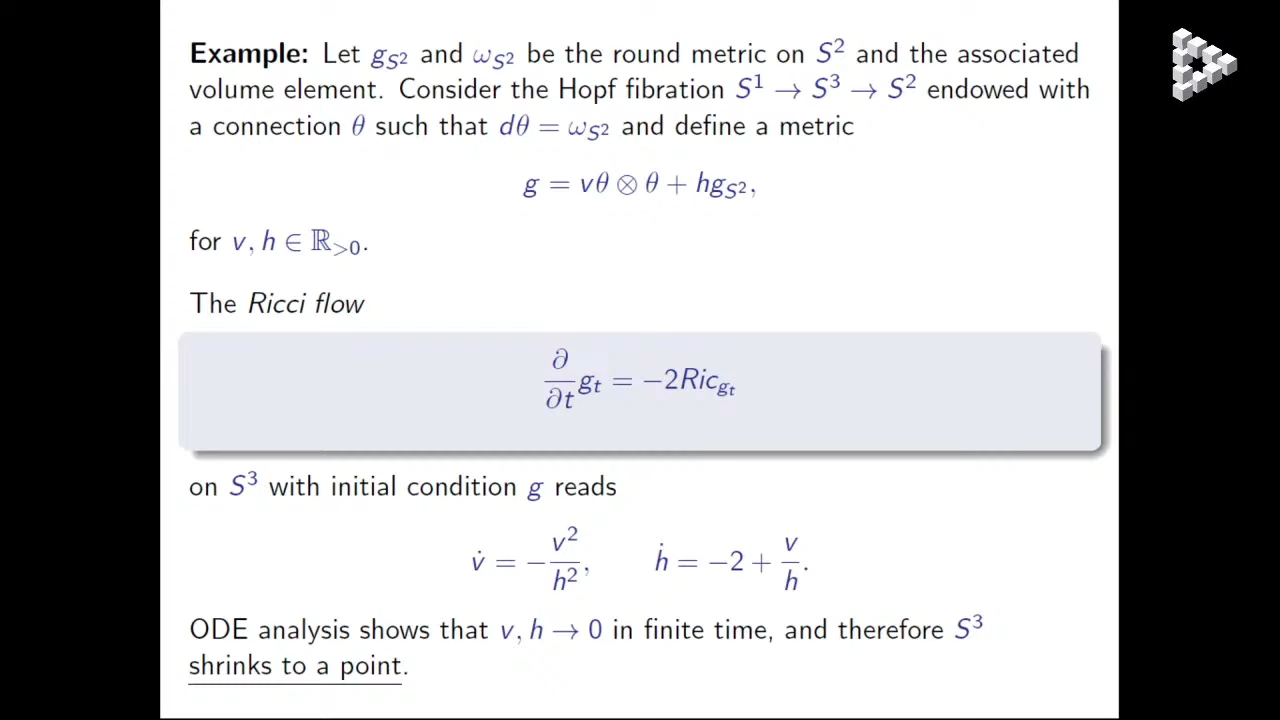 Example: Let g_{S^2} and ω_{S^2} be the round metric on S^2 and the associated
volume element. Consider the Hopf fibration S^1 → S^3 → S^2 endowed with
a connection θ such that dθ = ω_{S^2} and define a metric
g = vθ ⊗ θ + hg_{S^2},
for v, h ∈ ℝ_{>0}.
The Ricci flow
∂/∂t g_t = −2Ric_{g_t}
on S^3 with initial condition g reads
v̇ = −v^2/h^2, ḣ = −2 + v/h.
ODE analysis shows that v, h → 0 in finite time, and therefore S^3
shrinks to a point.